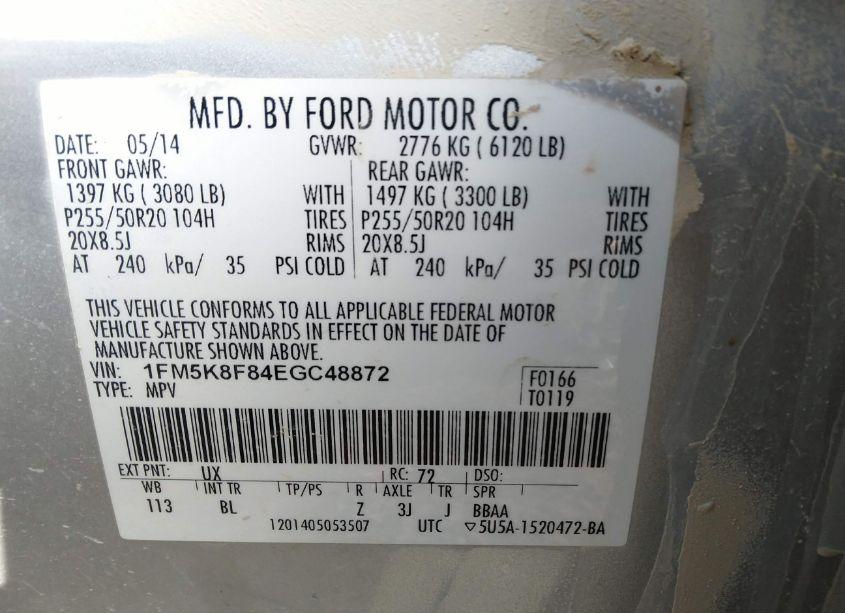 MFD. BY FORD MOTOR CO.
DATE: 05/14 GVWR: 2776 KG ( 6120 LB)
FRONT GAWR: REAR GAWR:
1397 KG ( 3080 LB) WITH 1497 KG ( 3300 LB) WITH
P255/50R20 104H TIRES P255/50R20 104H TIRES
20X8.5J RIMS 20X8.5J RIMS
AT 240 kPa/ 35 PSI COLD AT 240 kPa/ 35 PSI COLD
THIS VEHICLE CONFORMS TO ALL APPLICABLE FEDERAL MOTOR
VEHICLE SAFETY STANDARDS IN EFFECT ON THE DATE OF
MANUFACTURE SHOWN ABOVE.
VIN: 1FM5K8F84EGC48872 F0166
TYPE: MPV T0119
EXT PNT: UX RC: 72 DSO:
WB INT TR TP/PS R AXLE TR SPR
113 BL Z 3J J BBAA
1201405053507 UTC ▽5U5A-1520472-BA